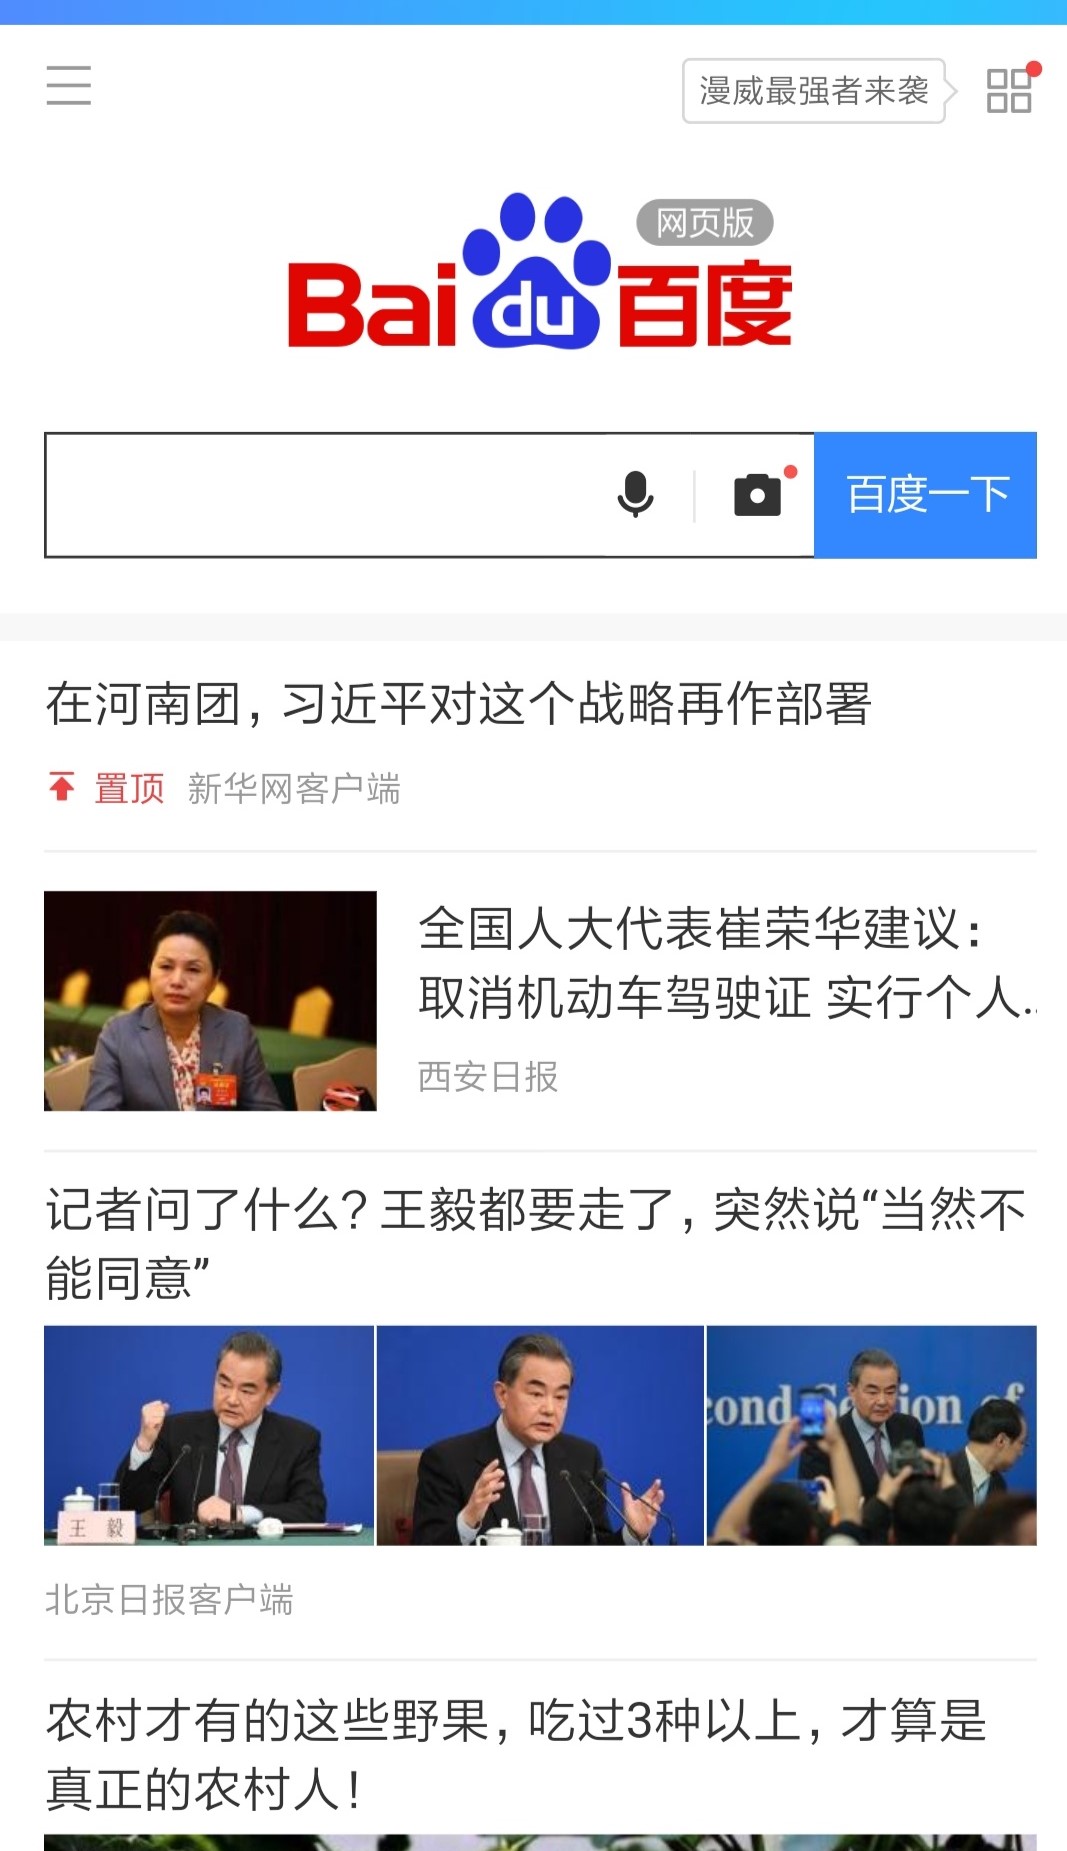 漫威最强者来袭
网页版
Bai du 百度
百度一下
在河南团，习近平对这个战略再作部署
置顶 新华网客户端
全国人大代表崔荣华建议：
取消机动车驾驶证 实行个人..
西安日报
记者问了什么？王毅都要走了，突然说“当然不
能同意”
王 毅
cond Session of
北京日报客户端
农村才有的这些野果，吃过3种以上，才算是
真正的农村人！